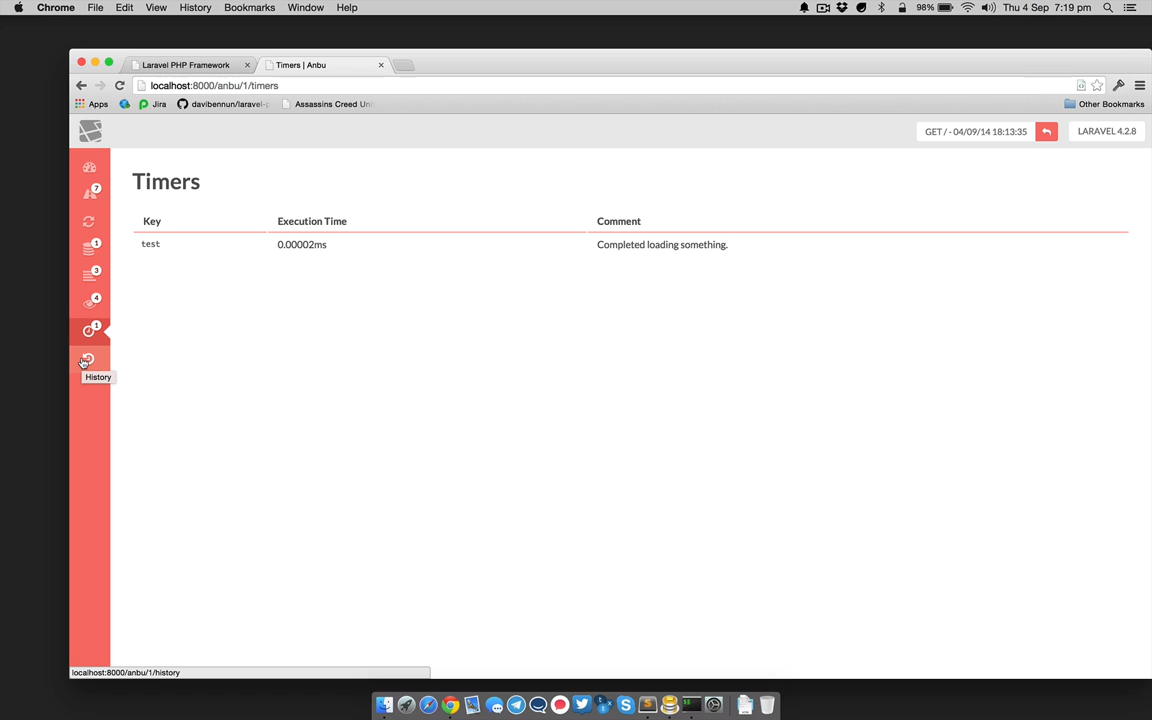 Chrome File Edit View History Bookmarks Window Help 98% Thu 4 Sep 7:19 pm
Laravel PHP Framework Timers | Anbu
localhost:8000/anbu/1/timers
Apps Jira davibennun/laravel-p Assassins Creed Uni Other Bookmarks
GET / - 04/09/14 18:13:35 LARAVEL 4.2.8
7
1
3
4
1
Timers
Key Execution Time Comment
test 0.00002ms Completed loading something.
History
localhost:8000/anbu/1/history